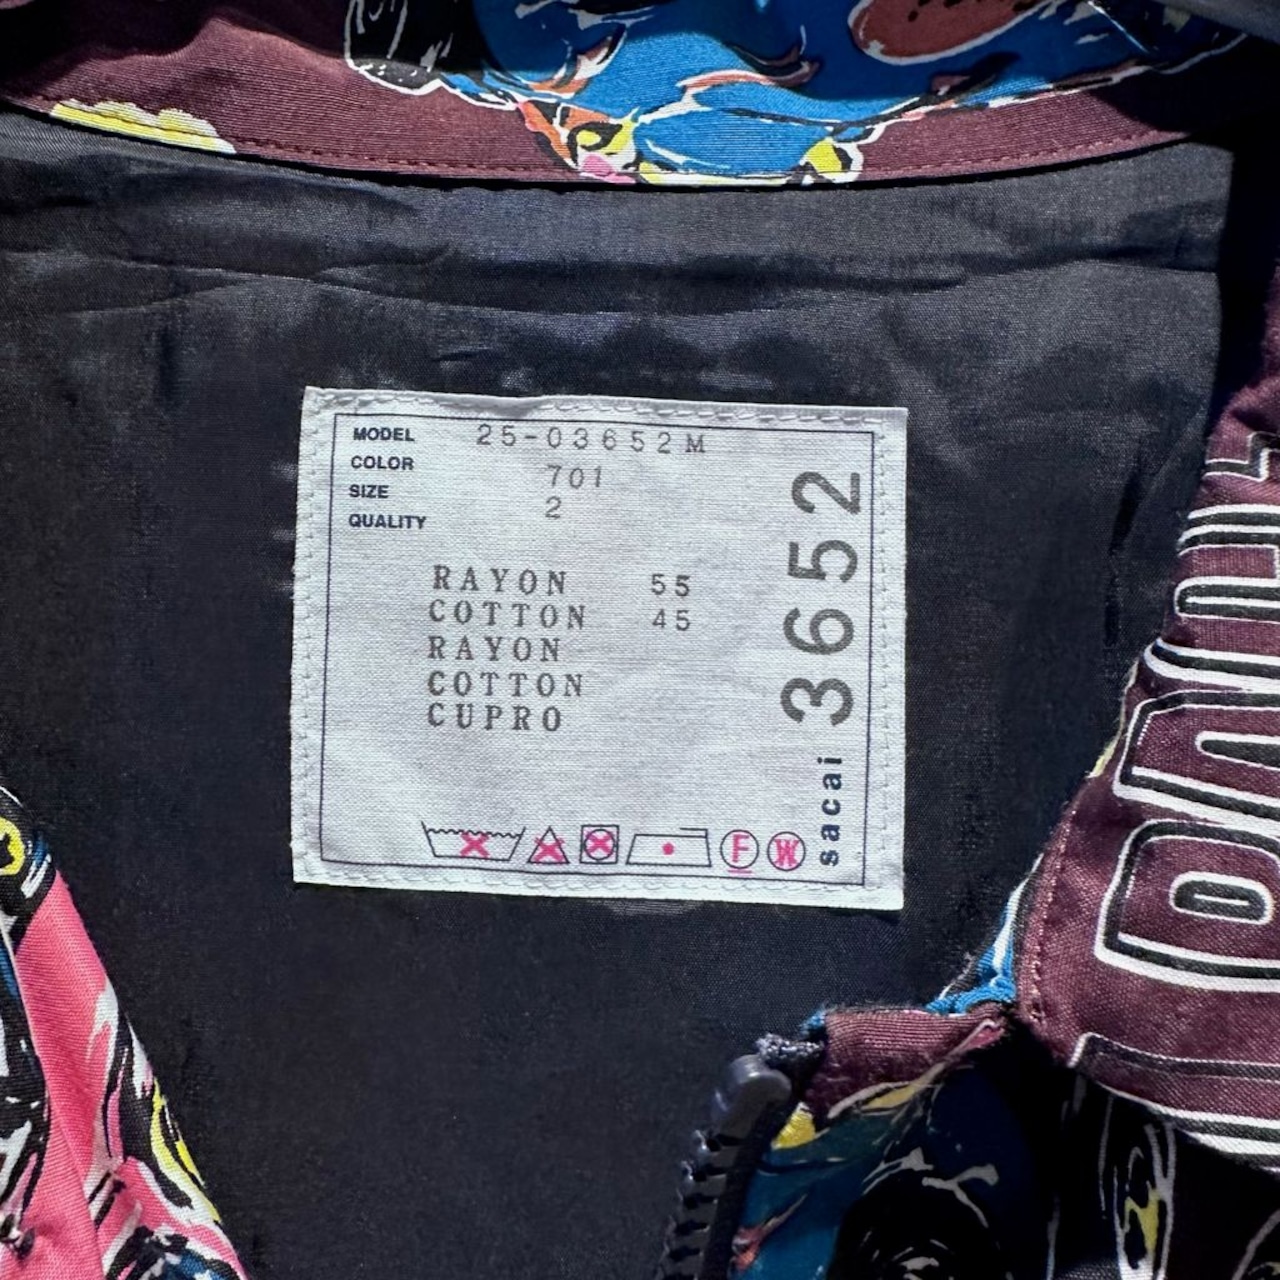 MODEL 25-03652M
COLOR 701
SIZE 2
QUALITY
RAYON 55
COTTON 45
RAYON
COTTON
CUPRO
F W
sacai 3652